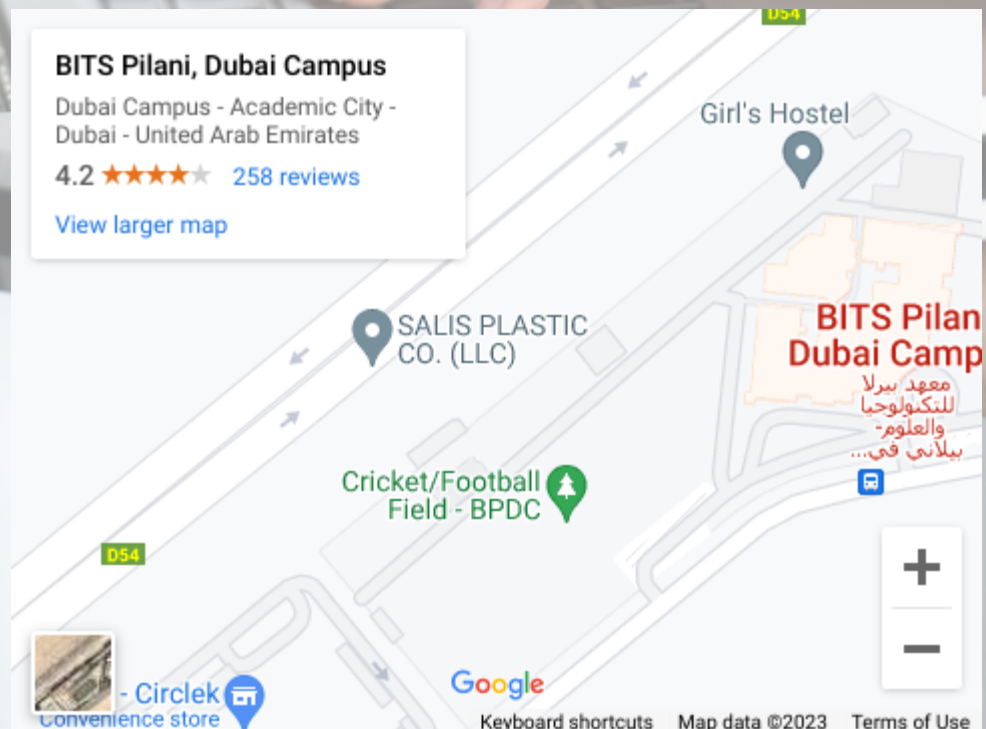 D54
BITS Pilani, Dubai Campus
Dubai Campus - Academic City -
Dubai - United Arab Emirates
4.2 258 reviews
View larger map
Girl's Hostel
SALIS PLASTIC
CO. (LLC)
BITS Pilan
Dubai Camp
معهد بيرلا
للتكنولوجيا
والعلوم-
بيلاني في...
Cricket/Football
Field - BPDC
D54
- Circlek
Convenience store
Google
Keyboard shortcuts Map data ©2023 Terms of Use